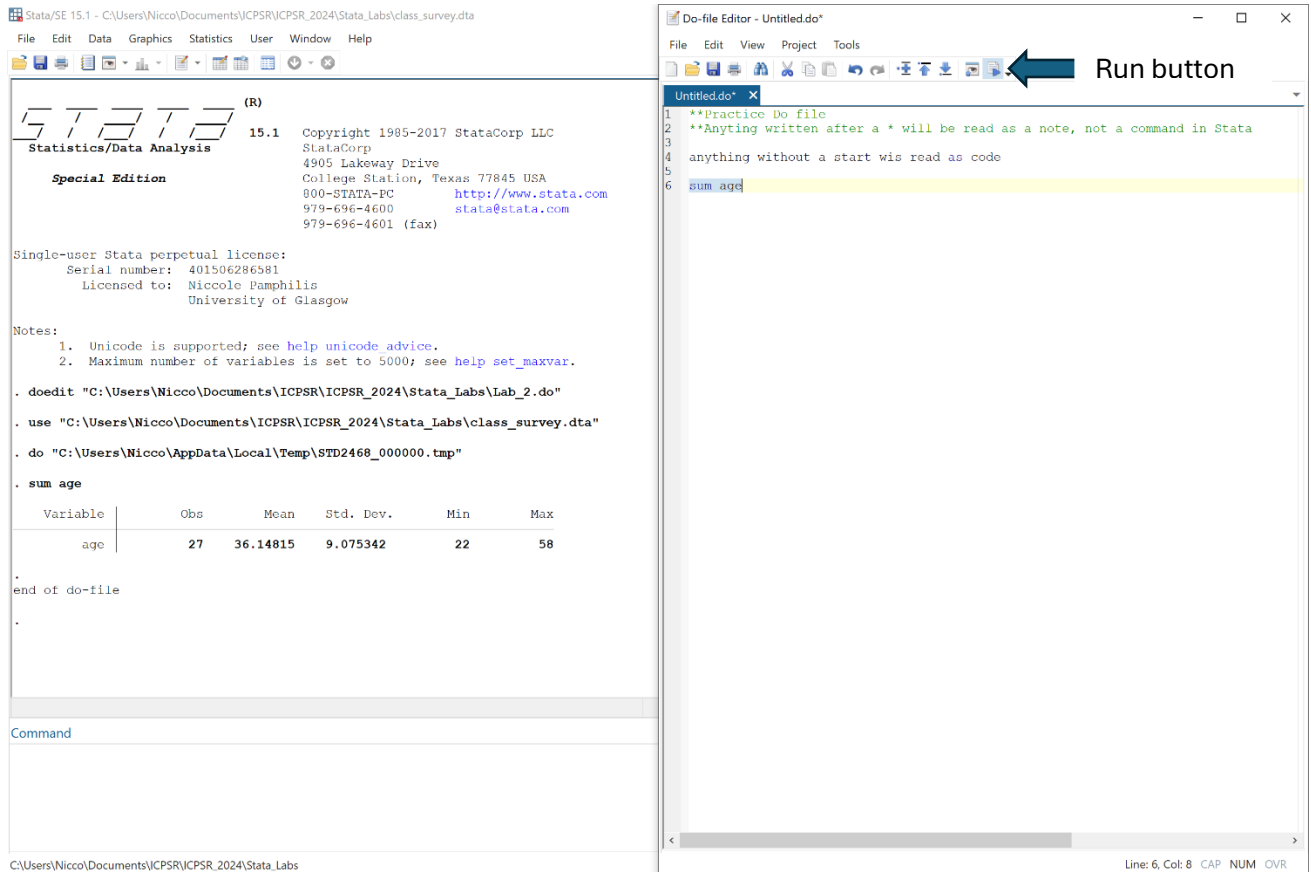 Stata/SE 15.1 - C:\Users\Nicco\Documents\ICPSR\ICPSR_2024\Stata_Labs\class_survey.dta
File Edit Data Graphics Statistics User Window Help
(R)
15.1 Copyright 1985-2017 StataCorp LLC
Statistics/Data Analysis StataCorp
4905 Lakeway Drive
Special Edition College Station, Texas 77845 USA
800-STATA-PC http://www.stata.com
979-696-4600 stata@stata.com
979-696-4601 (fax)
Single-user Stata perpetual license:
Serial number: 401506286581
Licensed to: Niccole Pamphilis
University of Glasgow
Notes:
1. Unicode is supported; see help unicode_advice.
2. Maximum number of variables is set to 5000; see help set_maxvar.
. doedit "C:\Users\Nicco\Documents\ICPSR\ICPSR_2024\Stata_Labs\Lab_2.do"
. use "C:\Users\Nicco\Documents\ICPSR\ICPSR_2024\Stata_Labs\class_survey.dta"
. do "C:\Users\Nicco\AppData\Local\Temp\STD2468_000000.tmp"
. sum age
Variable | Obs Mean Std. Dev. Min Max
age | 27 36.14815 9.075342 22 58
.
end of do-file
.
Command
C:\Users\Nicco\Documents\ICPSR\ICPSR_2024\Stata_Labs
Do-file Editor - Untitled.do*
File Edit View Project Tools
Run button
Untitled.do* X
1 **Practice Do file
2 **Anyting written after a * will be read as a note, not a command in Stata
3
4 anything without a start wis read as code
5
6 sum age
Line: 6, Col: 8 CAP NUM OVR